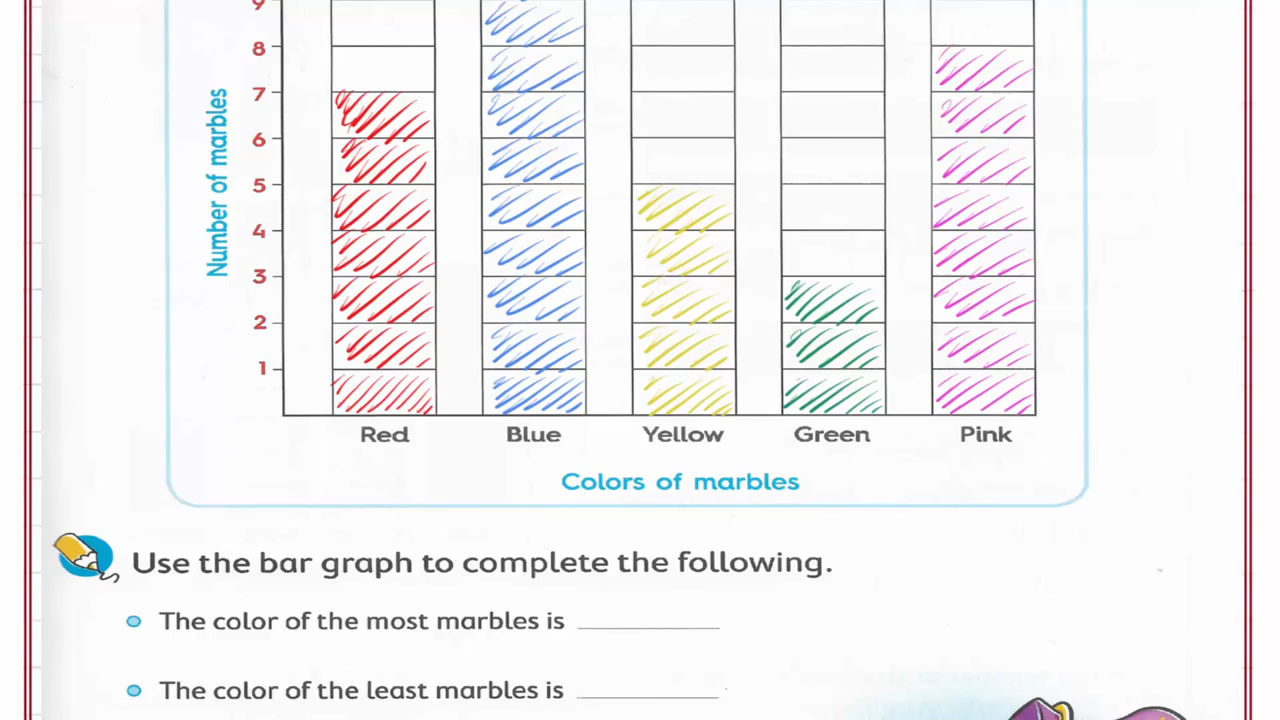 9
8
7
6
5
4
3
2
1
Number of marbles
Red Blue Yellow Green Pink
Colors of marbles
Use the bar graph to complete the following.
The color of the most marbles is
The color of the least marbles is